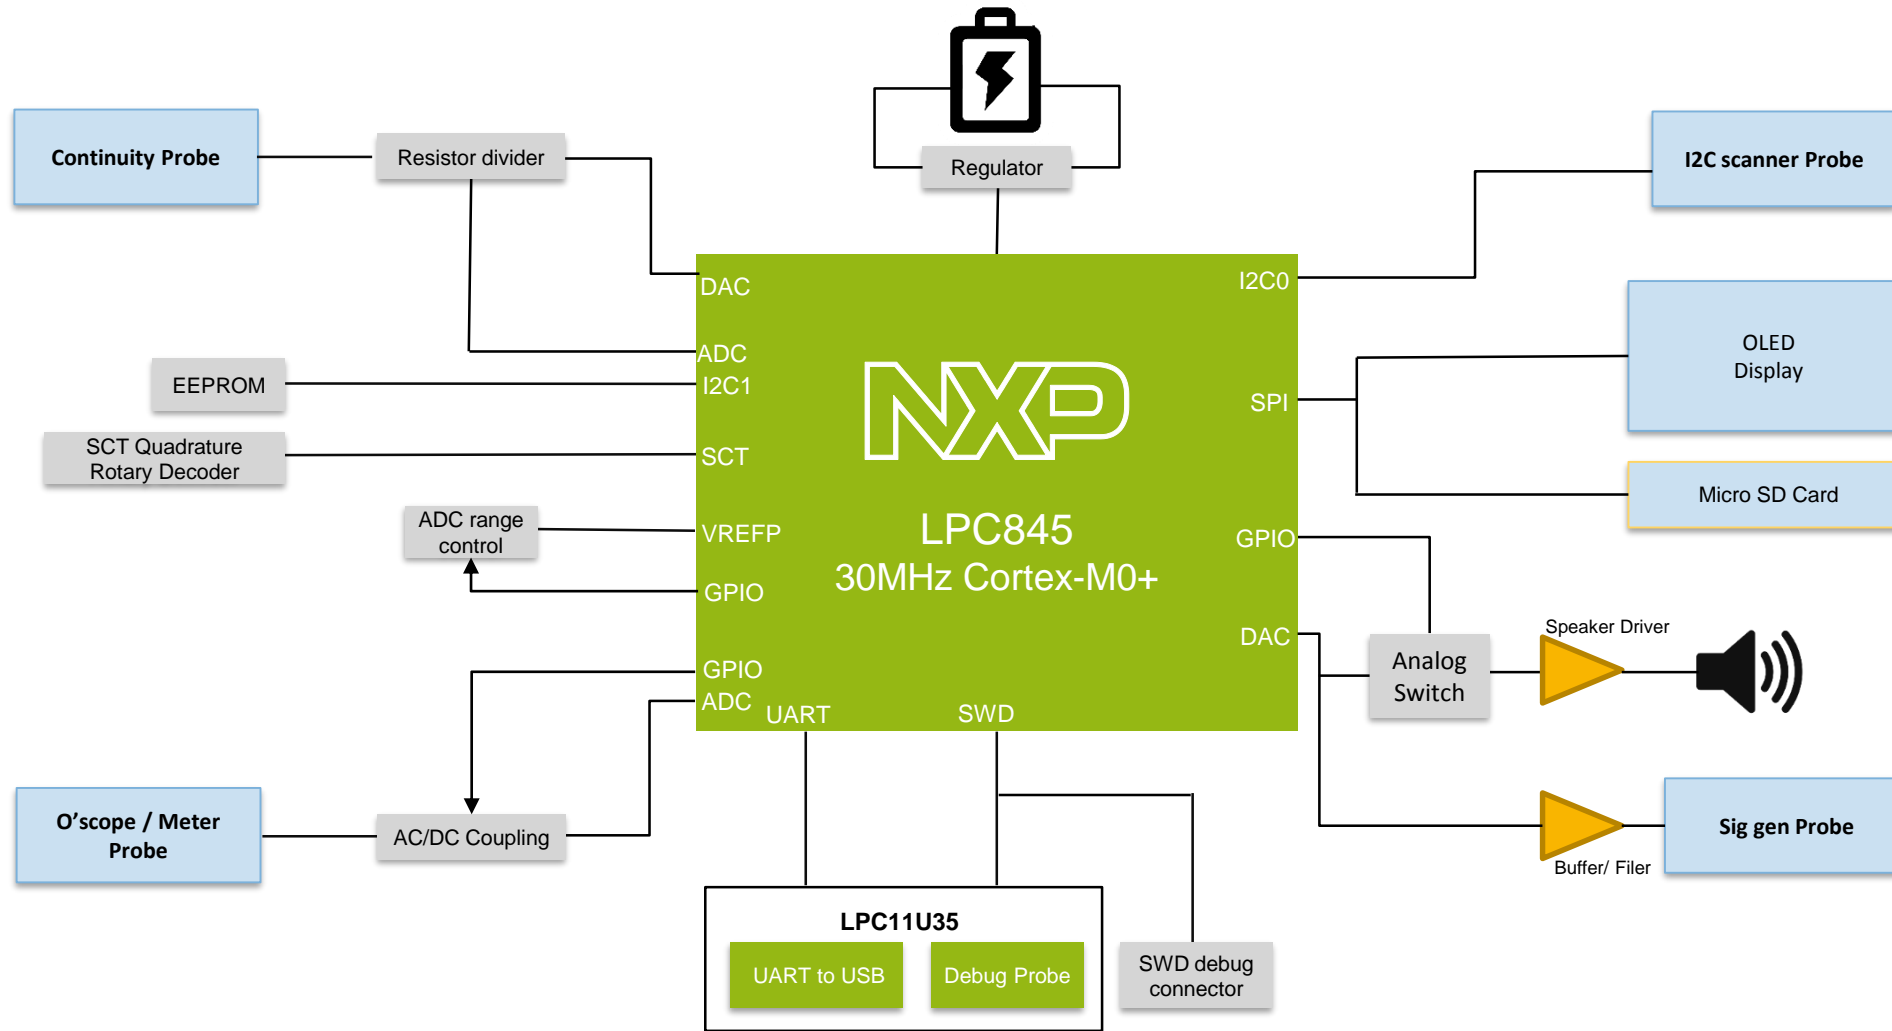 Continuity Probe
Resistor divider
Regulator
I2C scanner Probe
DAC
I2C0
ADC
EEPROM
I2C1
OLED
Display
NXP
SPI
SCT Quadrature
Rotary Decoder
SCT
Micro SD Card
ADC range
control
VREFP
LPC845
GPIO
30MHz Cortex-M0+
GPIO
DAC
Speaker Driver
GPIO
Analog
Switch
ADC
UART
SWD
O'scope / Meter
Probe
AC/DC Coupling
Sig gen Probe
Buffer/ Filer
LPC11U35
UART to USB
Debug Probe
SWD debug
connector